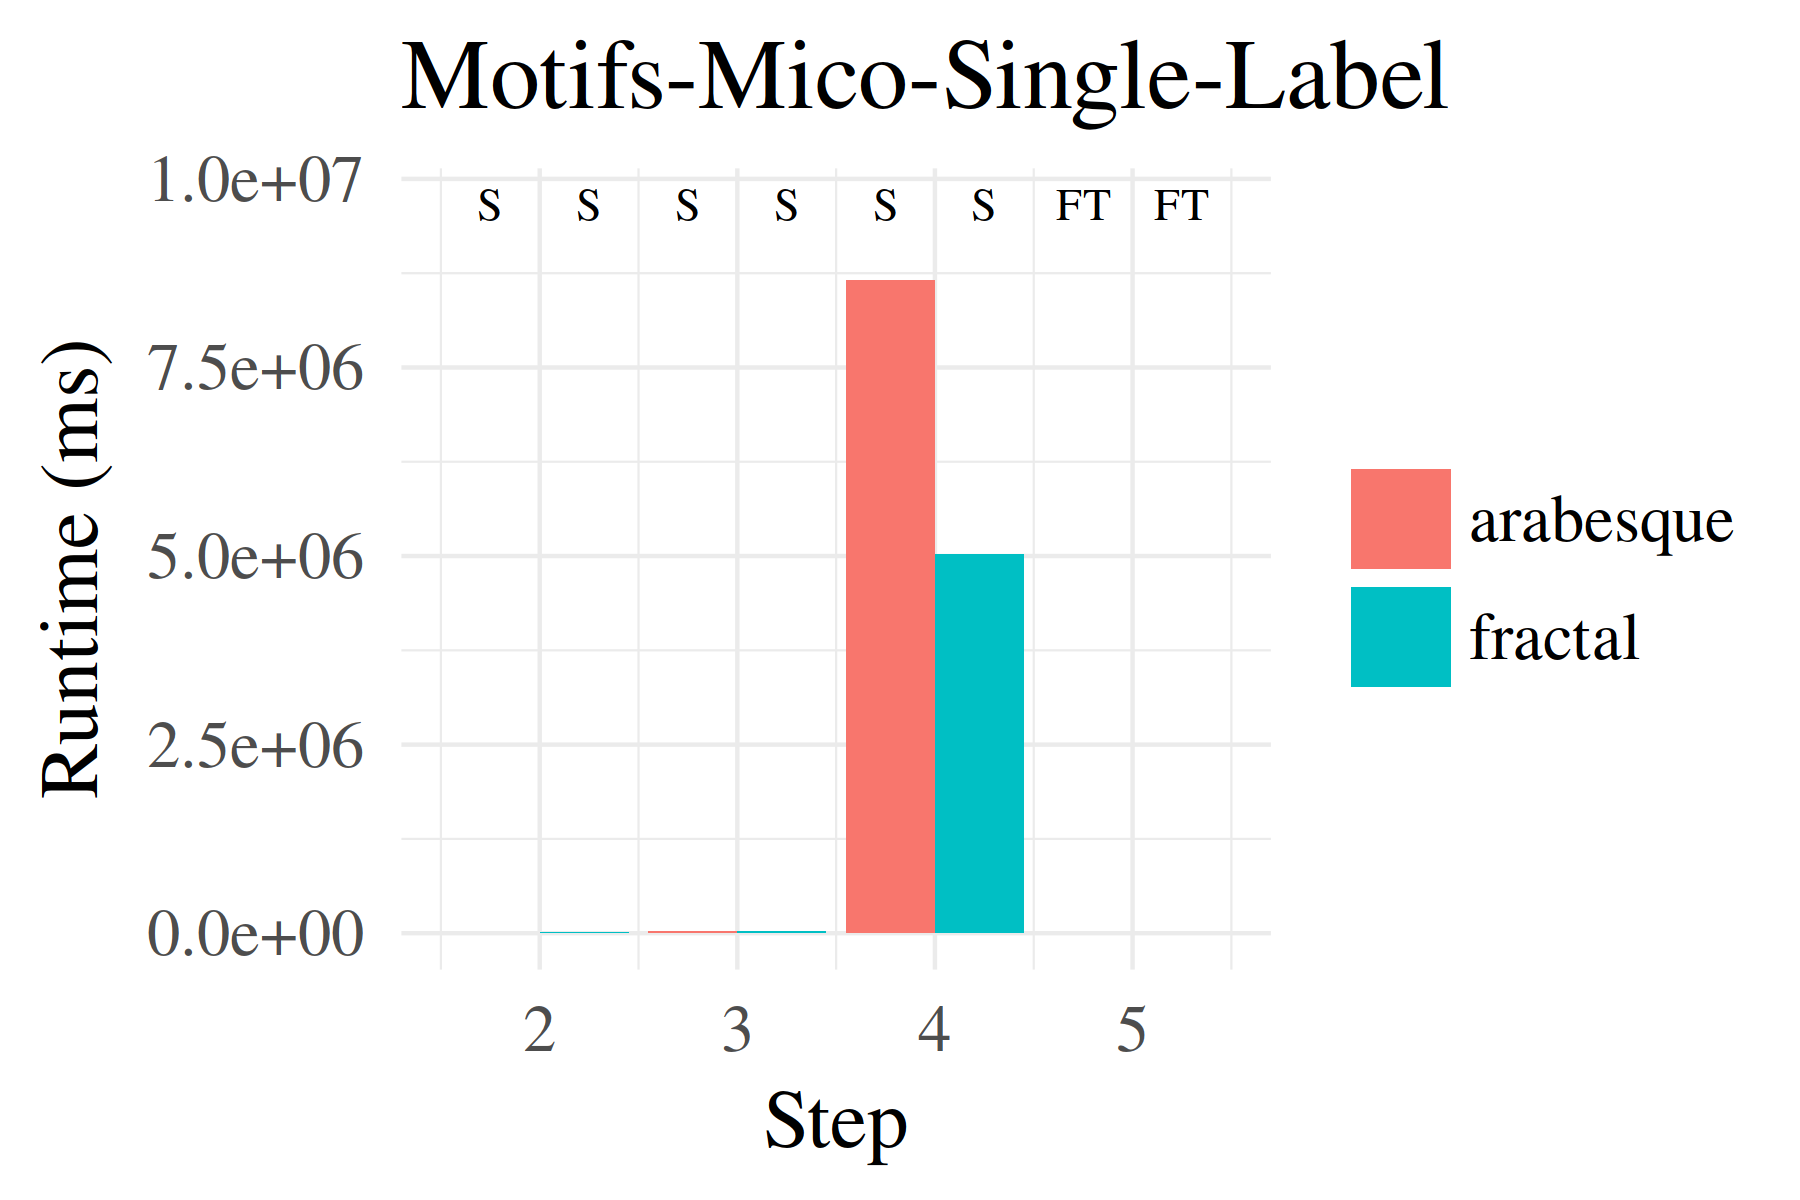 Motifs-Mico-Single-Label
1.0e+07
S S S S S S FT FT
7.5e+06
5.0e+06
2.5e+06
0.0e+00
Runtime (ms)
arabesque
fractal
2 3 4 5
Step